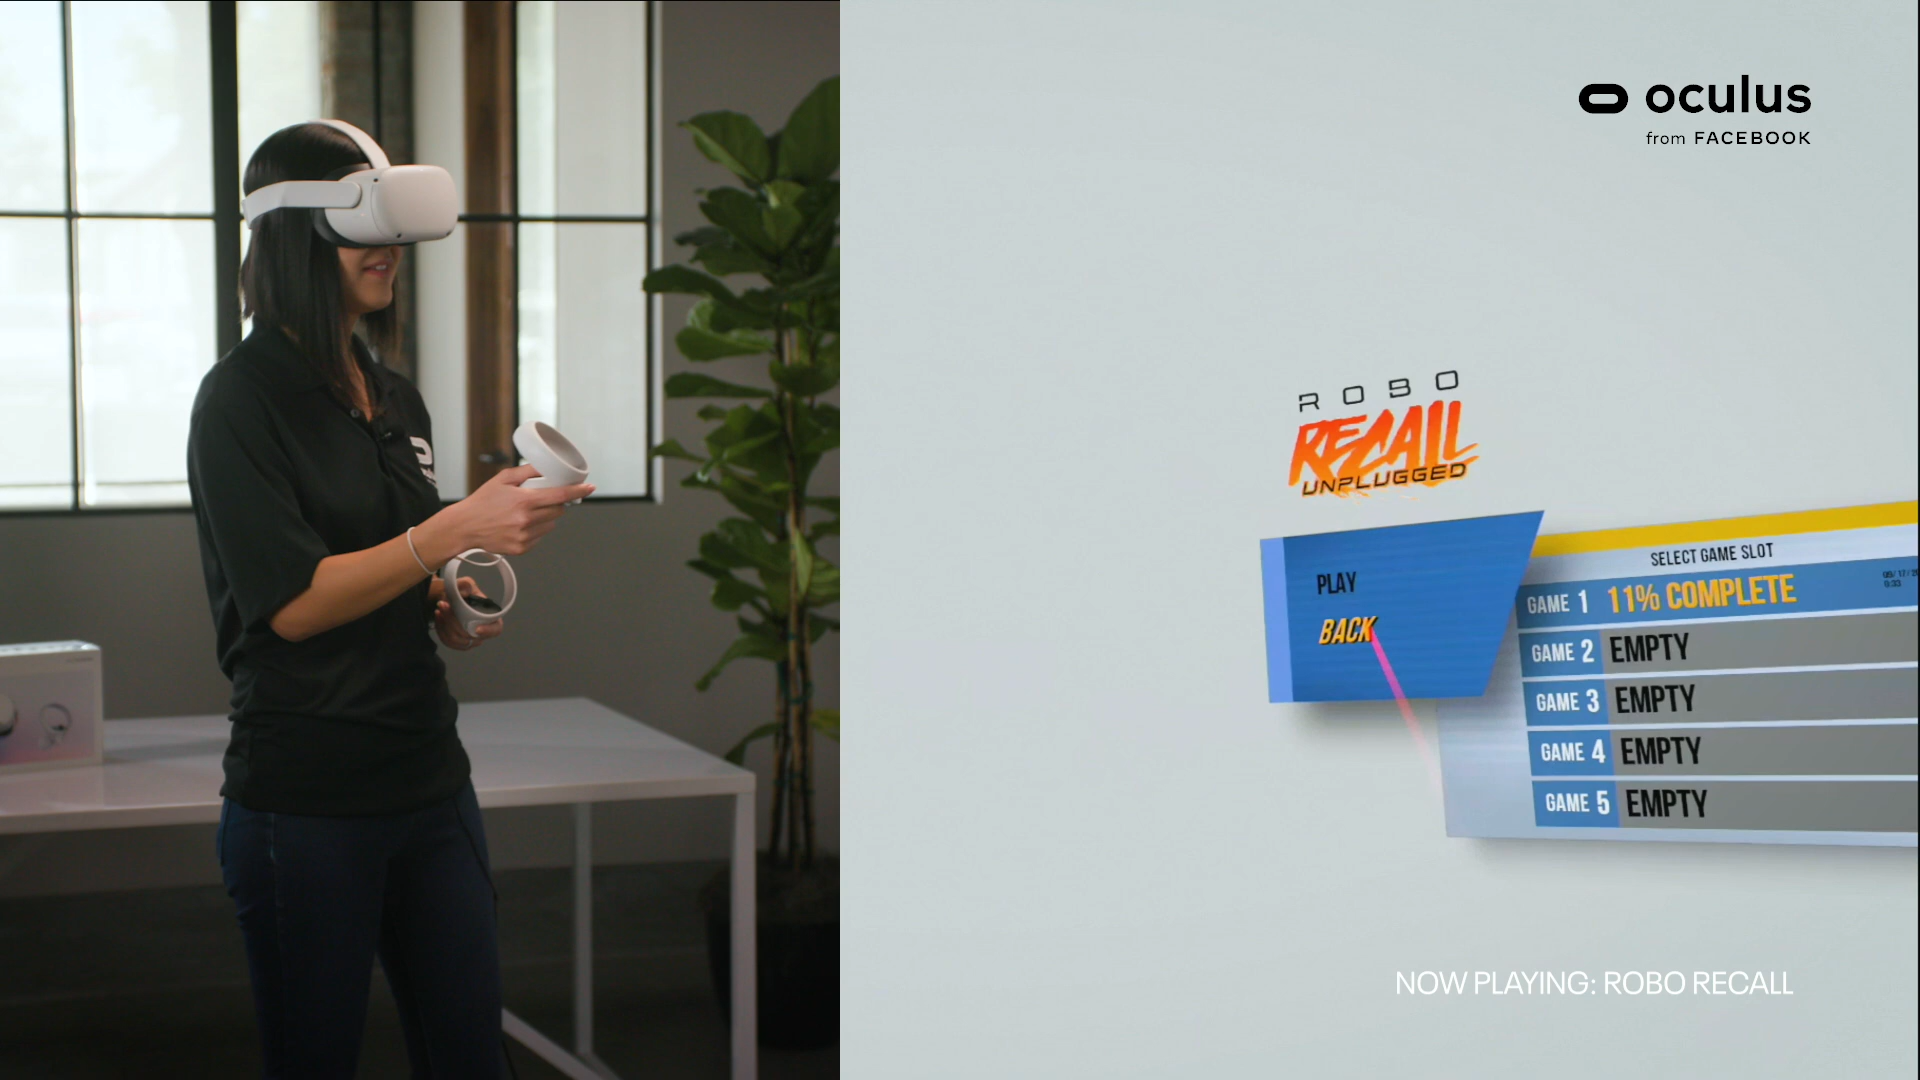 oculus
from FACEBOOK
ROBO
RECALL
UNPLUGGED
PLAY
BACK
SELECT GAME SLOT
GAME 1 11% COMPLETE
GAME 2 EMPTY
GAME 3 EMPTY
GAME 4 EMPTY
GAME 5 EMPTY
NOW PLAYING: ROBO RECALL